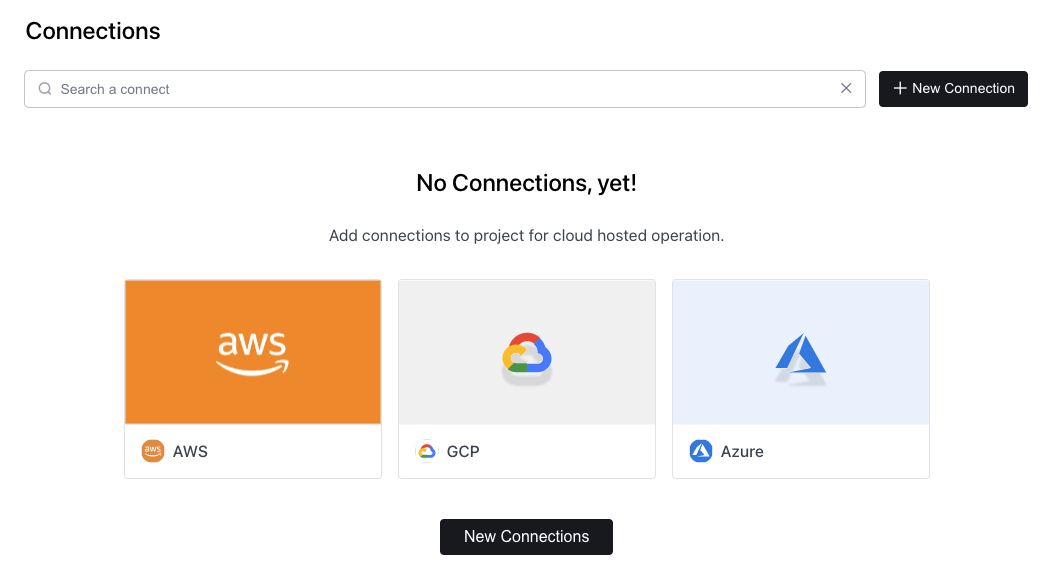 Connections
Search a connect
New Connection
No Connections, yet!
Add connections to project for cloud hosted operation.
aws
aws AWS
GCP
Azure
New Connections